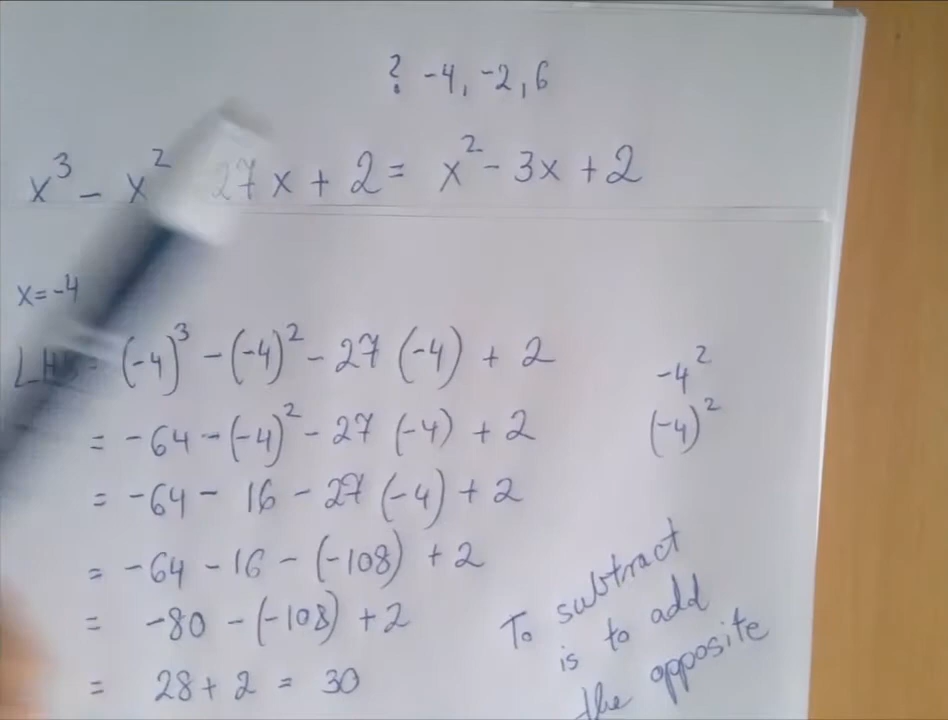 ? -4, -2, 6
x³ - x² 27x + 2 = x² - 3x + 2
x = -4
(-4)³ - (-4)² - 27 (-4) + 2
= -64 - (-4)² - 27 (-4) + 2
= -64 - 16 - 27 (-4) + 2
= -64 - 16 - (-108) + 2
= -80 - (-108) + 2
= 28 + 2 = 30
-4²
(-4)²
To subtract
is to add
the opposite